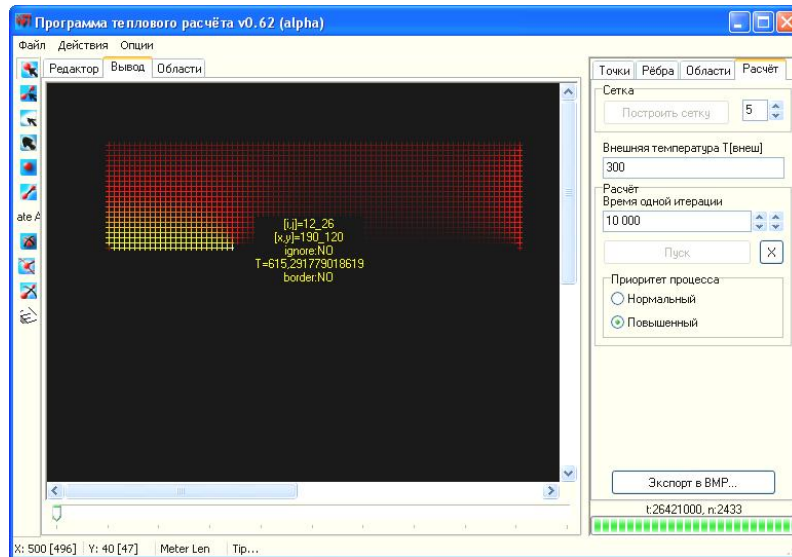 Программа теплового расчёта v0.62 (alpha)
Файл Действия Опции
Редактор Вывод Области
Точки Рёбра Области Расчёт
Сетка
Построить сетку 5
Внешняя температура T[внеш]
300
Расчёт
Время одной итерации
10 000
Пуск X
Приоритет процесса
Нормальный
Повышенный
ate A
[i,j]=12_26
[x,y]=190_120
ignore:NO
T=615,291779018619
border:NO
Экспорт в BMP...
t:26421000, n:2433
X: 500 [496] Y: 40 [47] Meter Len Tip...